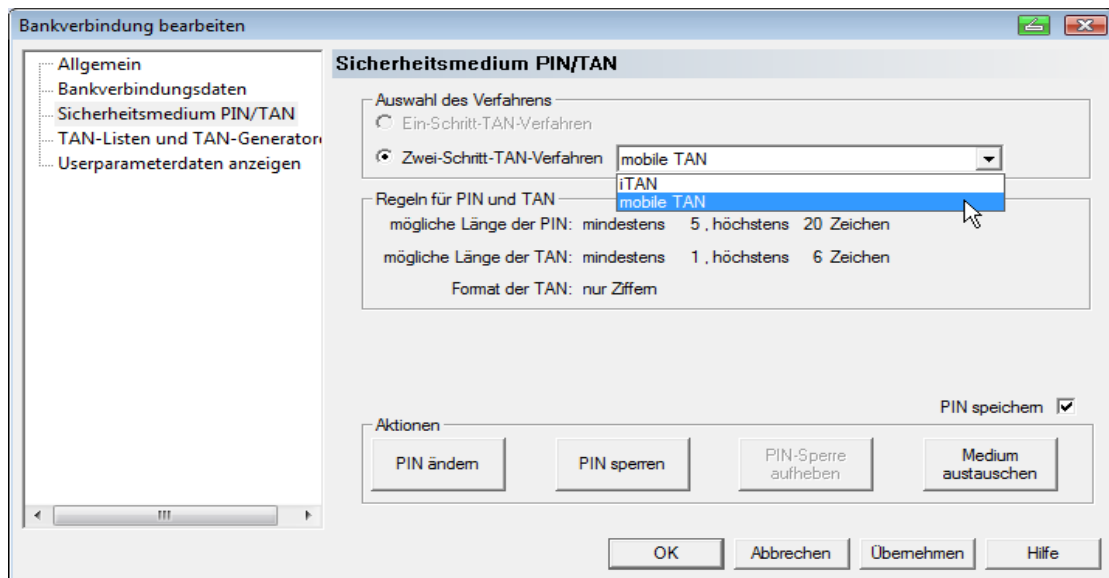 Bankverbindung bearbeiten
Allgemein
Bankverbindungsdaten
Sicherheitsmedium PIN/TAN
TAN-Listen und TAN-Generator
Userparameterdaten anzeigen
Sicherheitsmedium PIN/TAN
Auswahl des Verfahrens
Ein-Schritt-TAN-Verfahren
Zwei-Schritt-TAN-Verfahren mobile TAN
iTAN
mobile TAN
Regeln für PIN und TAN
mögliche Länge der PIN: mindestens 5 , höchstens 20 Zeichen
mögliche Länge der TAN: mindestens 1 , höchstens 6 Zeichen
Format der TAN: nur Ziffern
PIN speichern
Aktionen
PIN ändern
PIN sperren
PIN-Sperre
aufheben
Medium
austauschen
OK
Abbrechen
Übernehmen
Hilfe